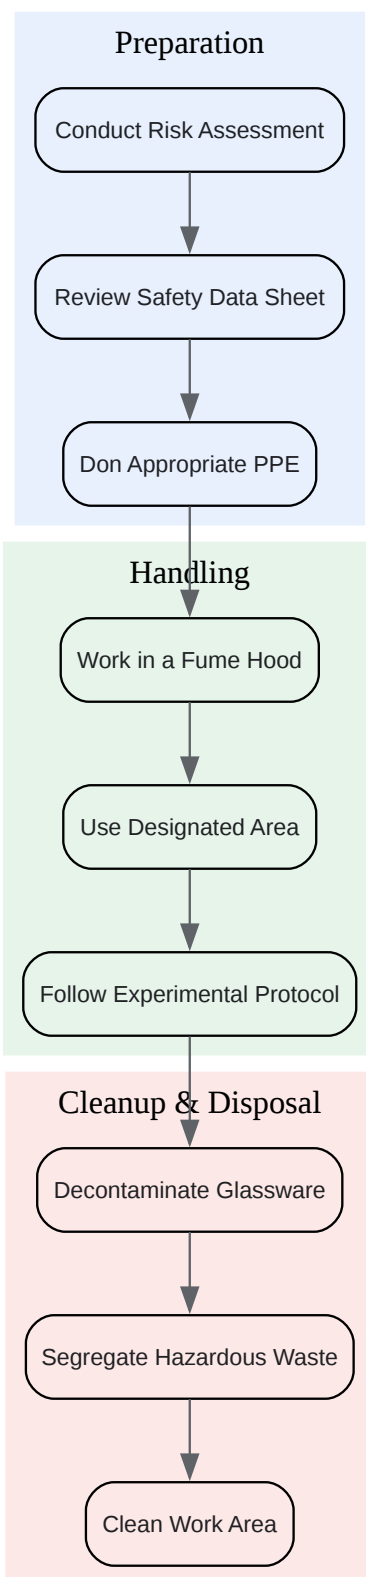 Preparation
Conduct Risk Assessment
Review Safety Data Sheet
Don Appropriate PPE
Handling
Work in a Fume Hood
Use Designated Area
Follow Experimental Protocol
Cleanup & Disposal
Decontaminate Glassware
Segregate Hazardous Waste
Clean Work Area